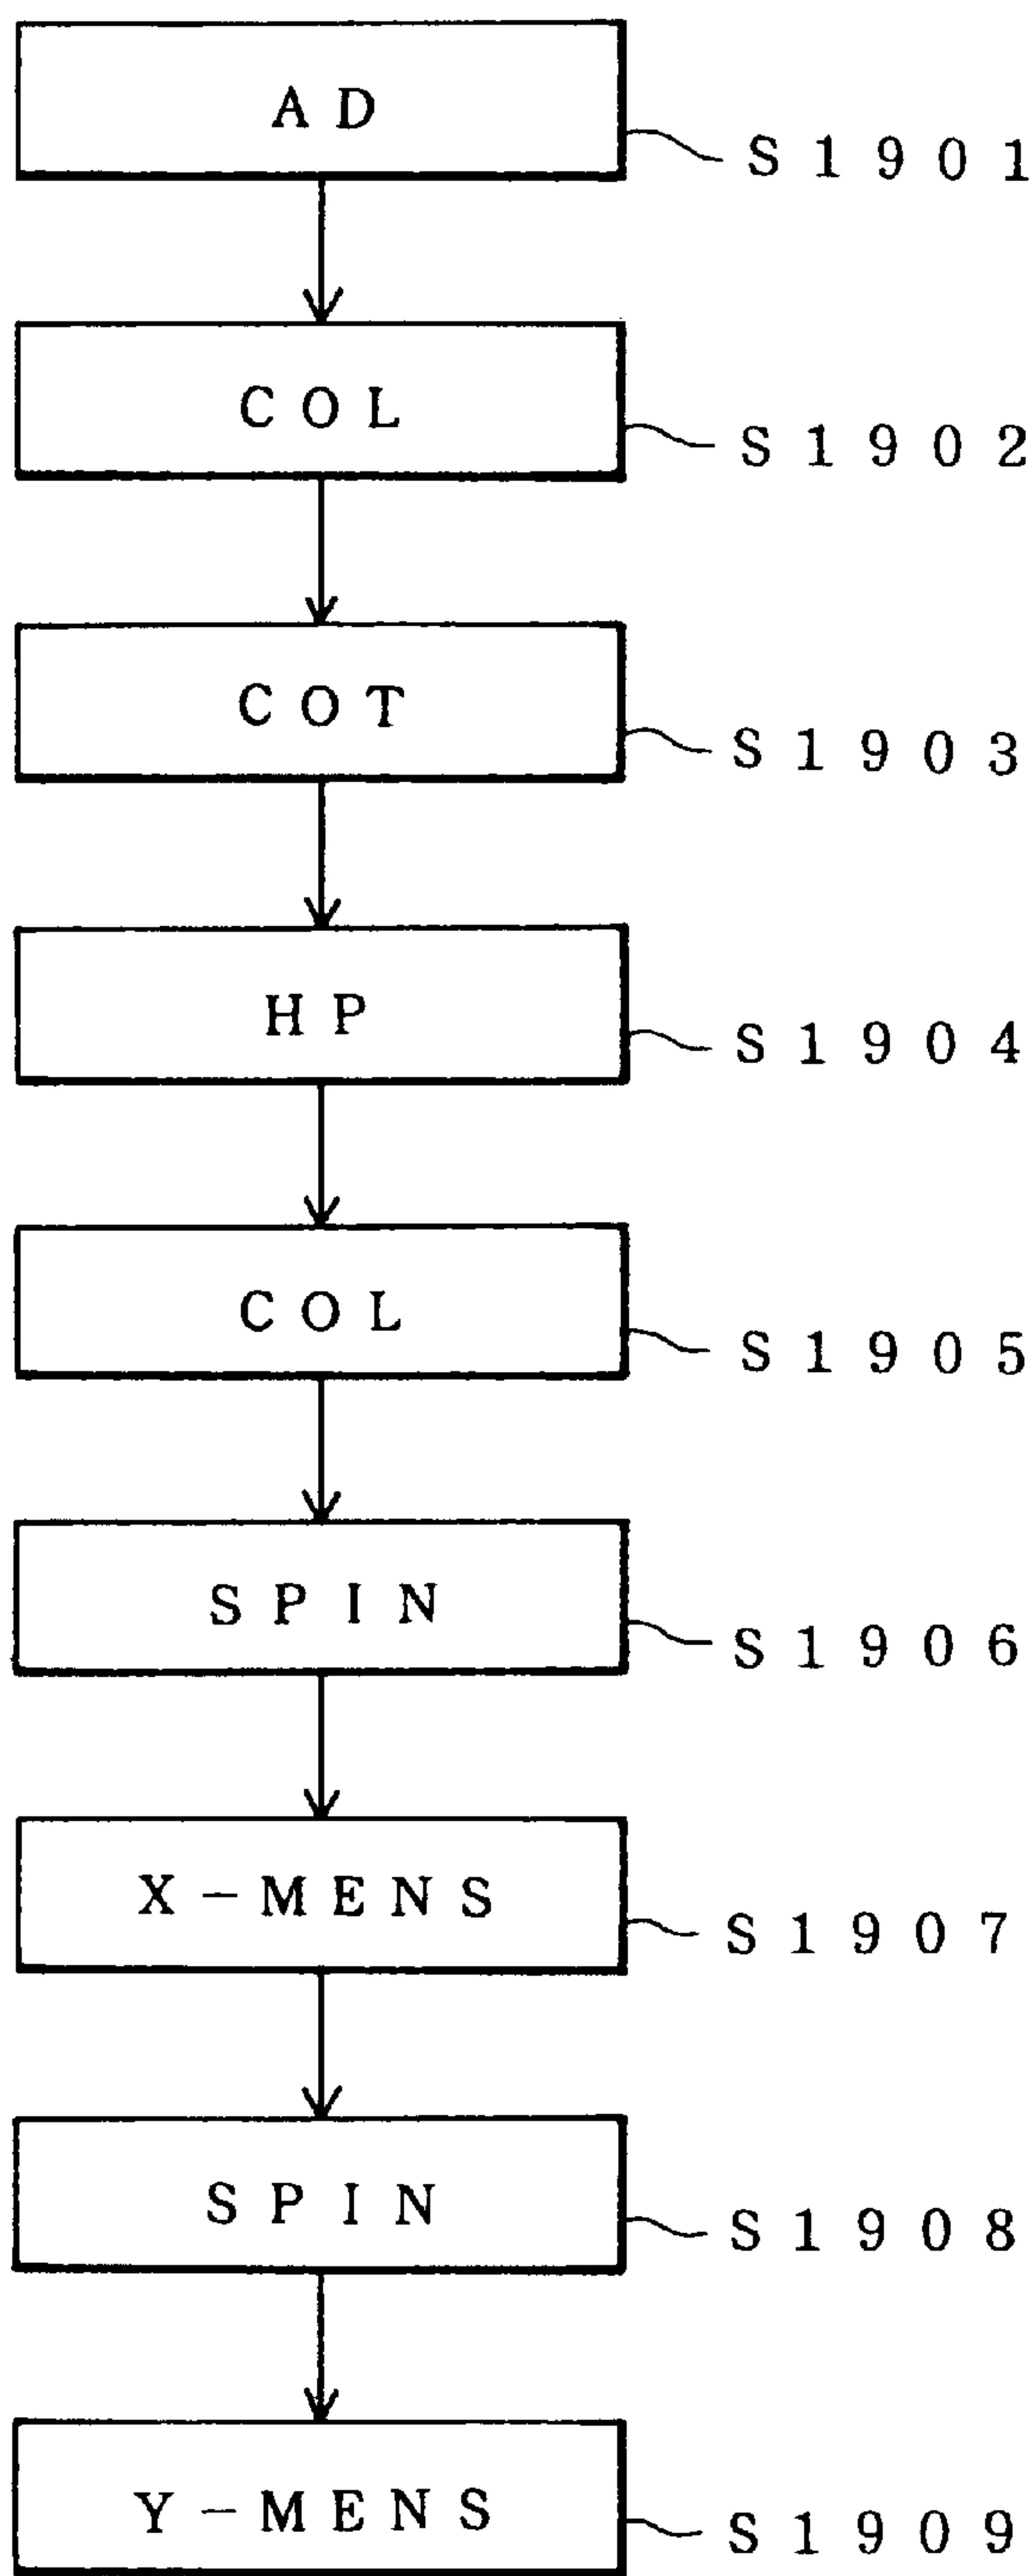 AD
S1901
COL
S1902
COT
S1903
HP
S1904
COL
S1905
SPIN
S1906
X-MENS
S1907
SPIN
S1908
Y-MENS
S1909